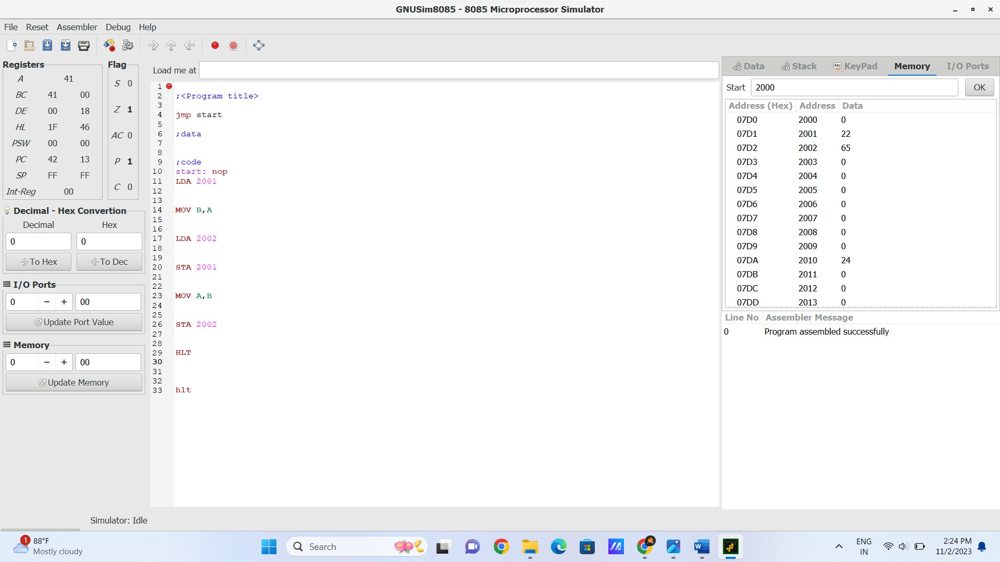 GNUSim8085 - 8085 Microprocessor Simulator
File Reset Assembler Debug Help
Registers
A 41
BC 41 00
DE 00 18
HL 1F 46
PSW 00 00
PC 42 13
SP FF FF
Int-Reg 00
Flag
S 0
Z 1
AC 0
P 1
C 0
Decimal - Hex Convertion
Decimal Hex
0 0
To Hex To Dec
I/O Ports
0 − + 00
Update Port Value
Memory
0 − + 00
Update Memory
Load me at
1
2 ;<Program title>
3
4 jmp start
5
6 ;data
7
8
9 ;code
10 start: nop
11 LDA 2001
12
13
14 MOV B,A
15
16
17 LDA 2002
18
19
20 STA 2001
21
22
23 MOV A,B
24
25
26 STA 2002
27
28
29 HLT
30
31
32
33 hlt
Data Stack Abc KeyPad Memory I/O Ports
Start 2000 OK
Address (Hex) Address Data
07D0 2000 0
07D1 2001 22
07D2 2002 65
07D3 2003 0
07D4 2004 0
07D5 2005 0
07D6 2006 0
07D7 2007 0
07D8 2008 0
07D9 2009 0
07DA 2010 24
07DB 2011 0
07DC 2012 0
07DD 2013 0
Line No Assembler Message
0 Program assembled successfully
Simulator: Idle
1
88°F
Mostly cloudy
Search
W
ENG
IN
2:24 PM
11/2/2023